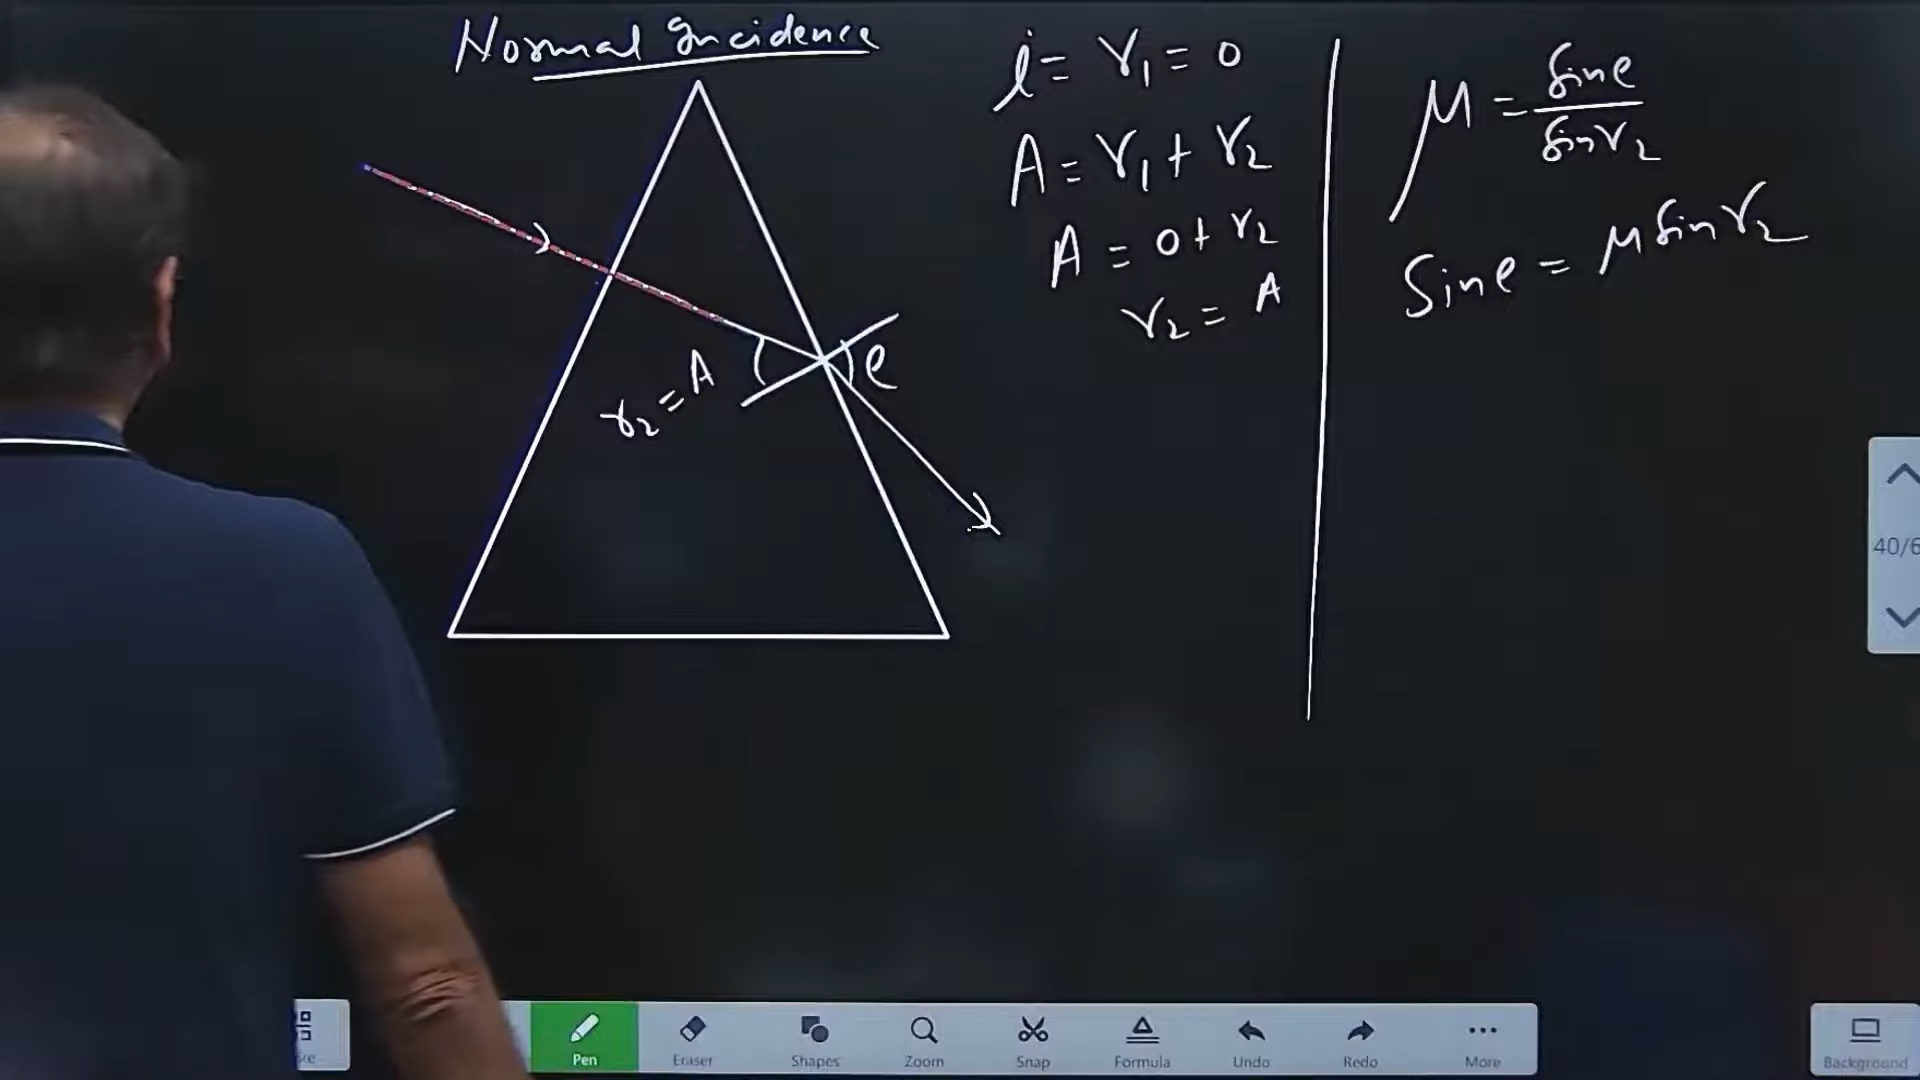 Normal Incidence
i = r₁ = 0
A = r₁ + r₂
A = 0 + r₂
r₂ = A
μ = sin e / sin r₂
Sin e = μ sin r₂
r₂ = A
e
40/6
Pen
Eraser
Shapes
Zoom
Snap
Formula
Undo
Redo
More
Background